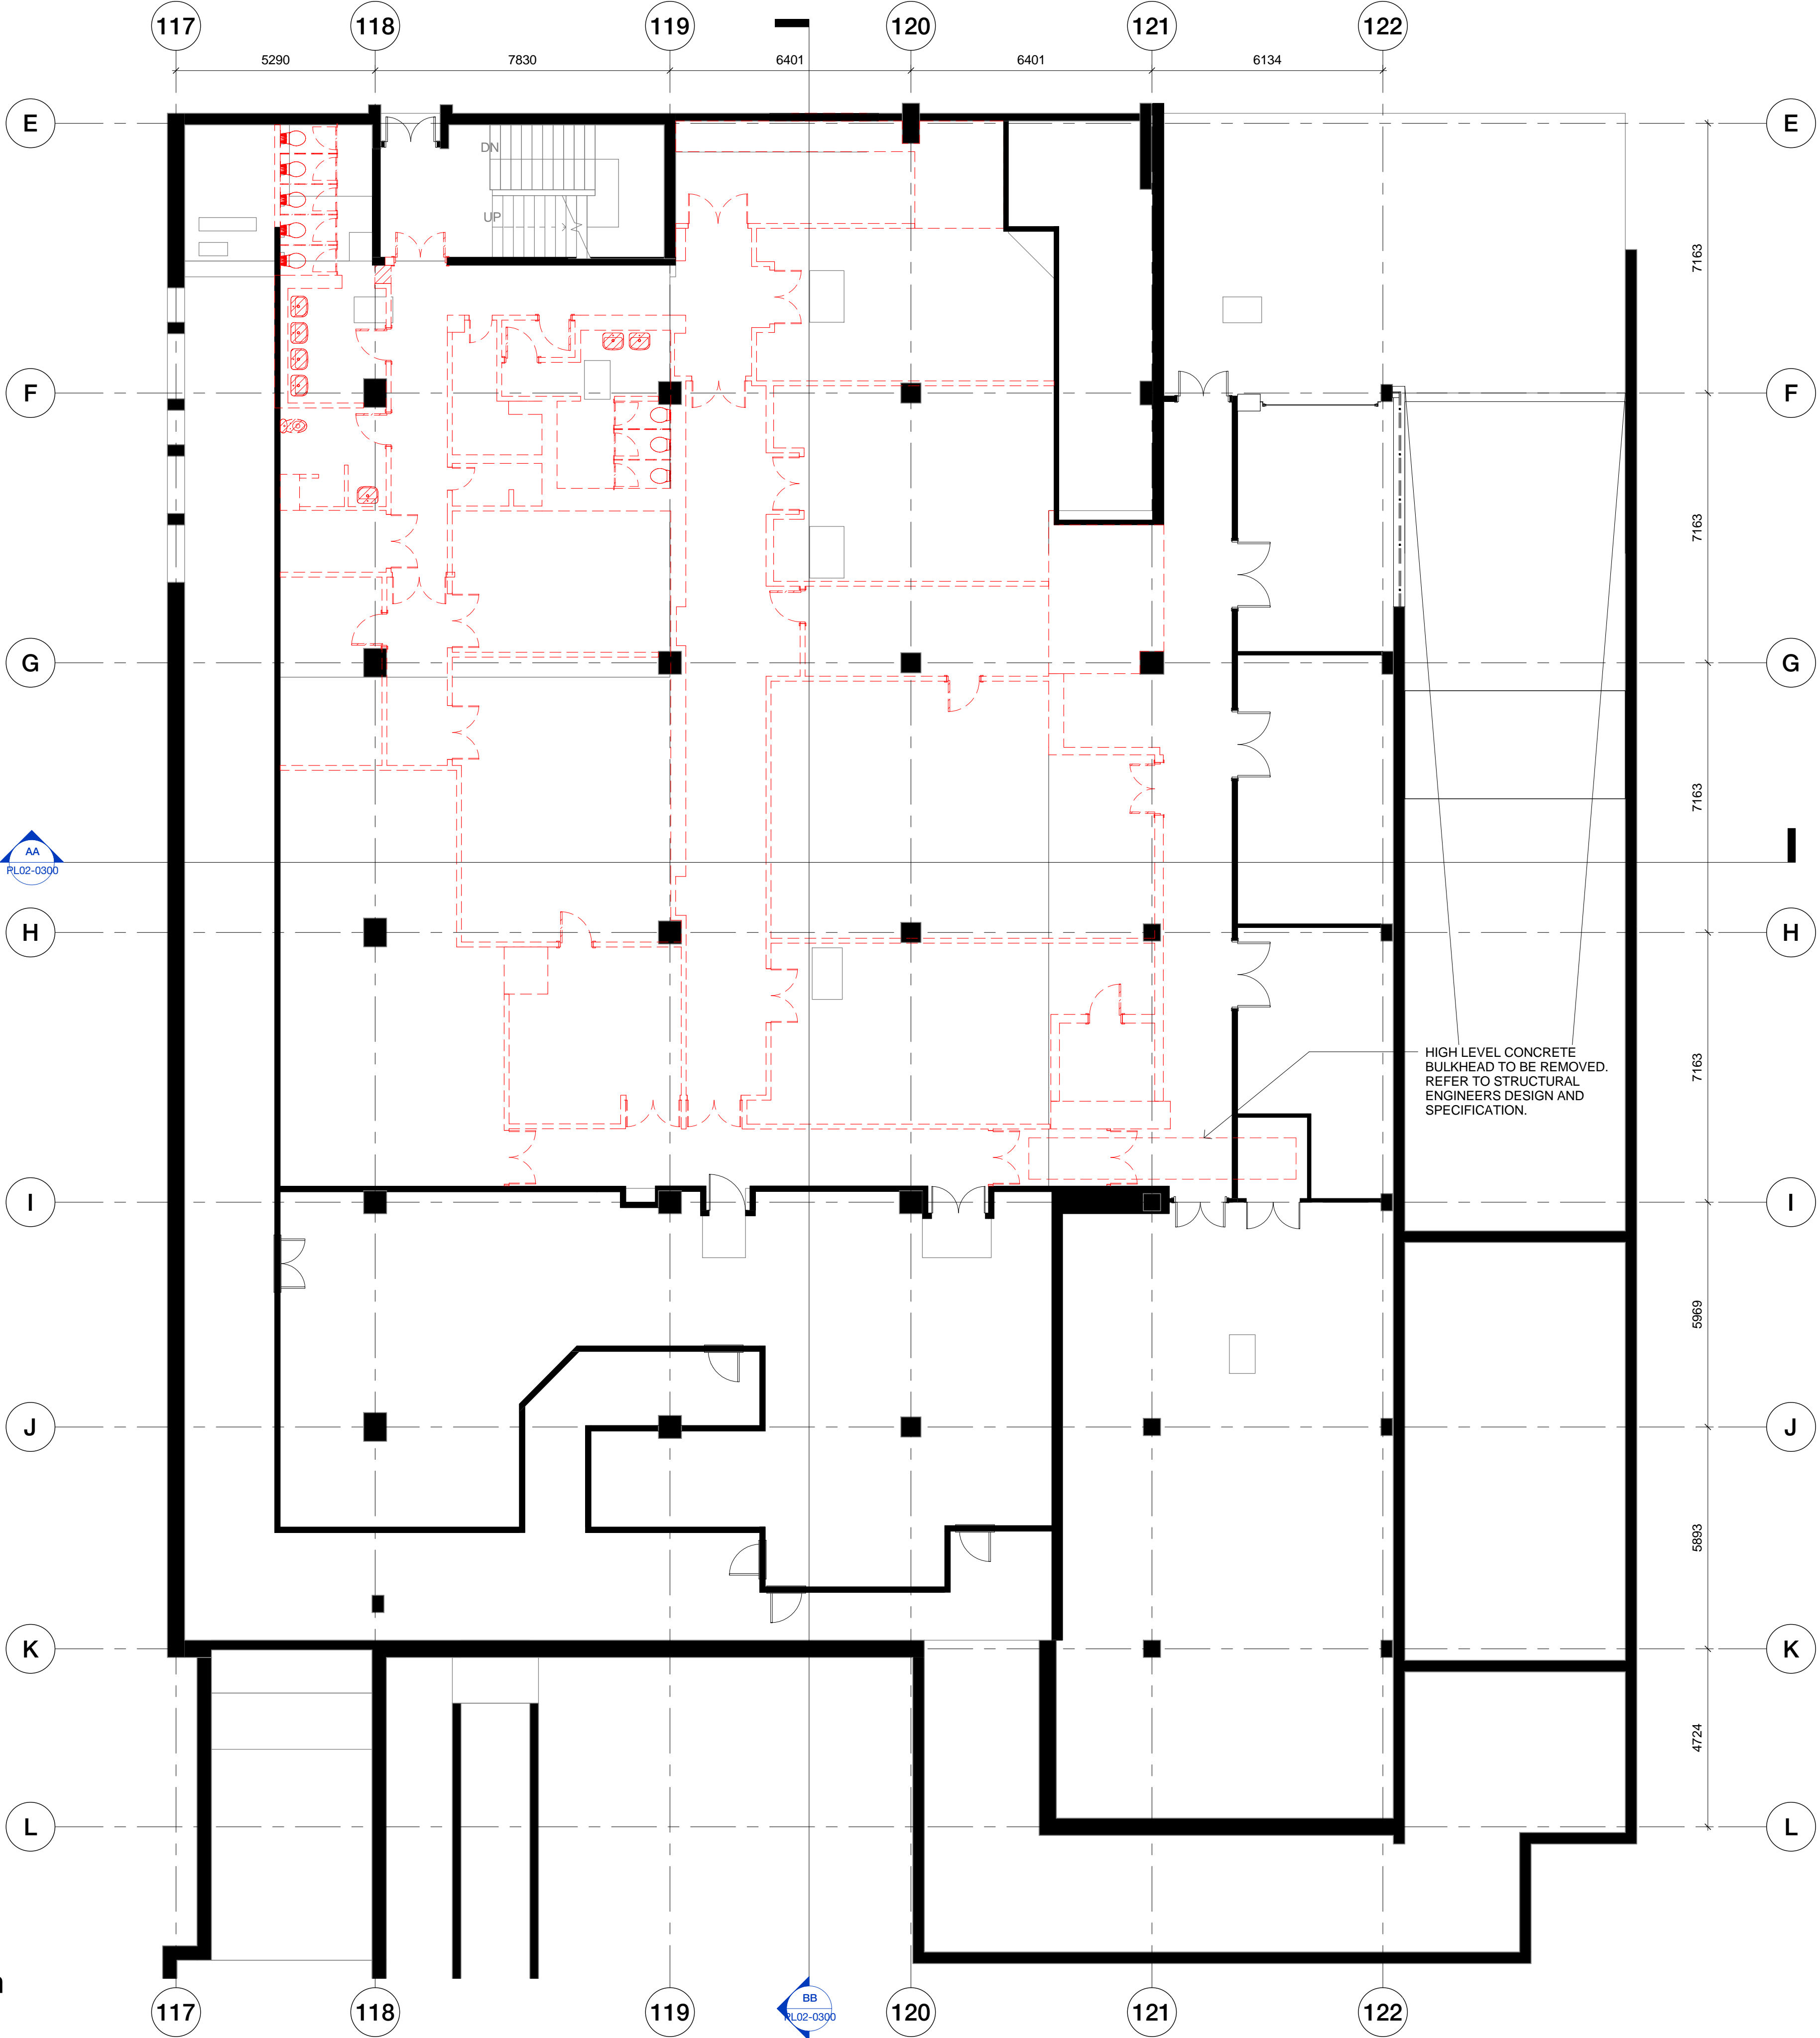 117 118 119 120 121 122
5290 7830 6401 6401 6134
E E
DN
UP
7163
F F
7163
G G
7163
AA
PL02-0300
H H
7163
HIGH LEVEL CONCRETE
BULKHEAD TO BE REMOVED.
REFER TO STRUCTURAL
ENGINEERS DESIGN AND
SPECIFICATION.
I I
5969
J J
5893
K K
4724
L L
BB
PL02-0300
117 118 119 120 121 122